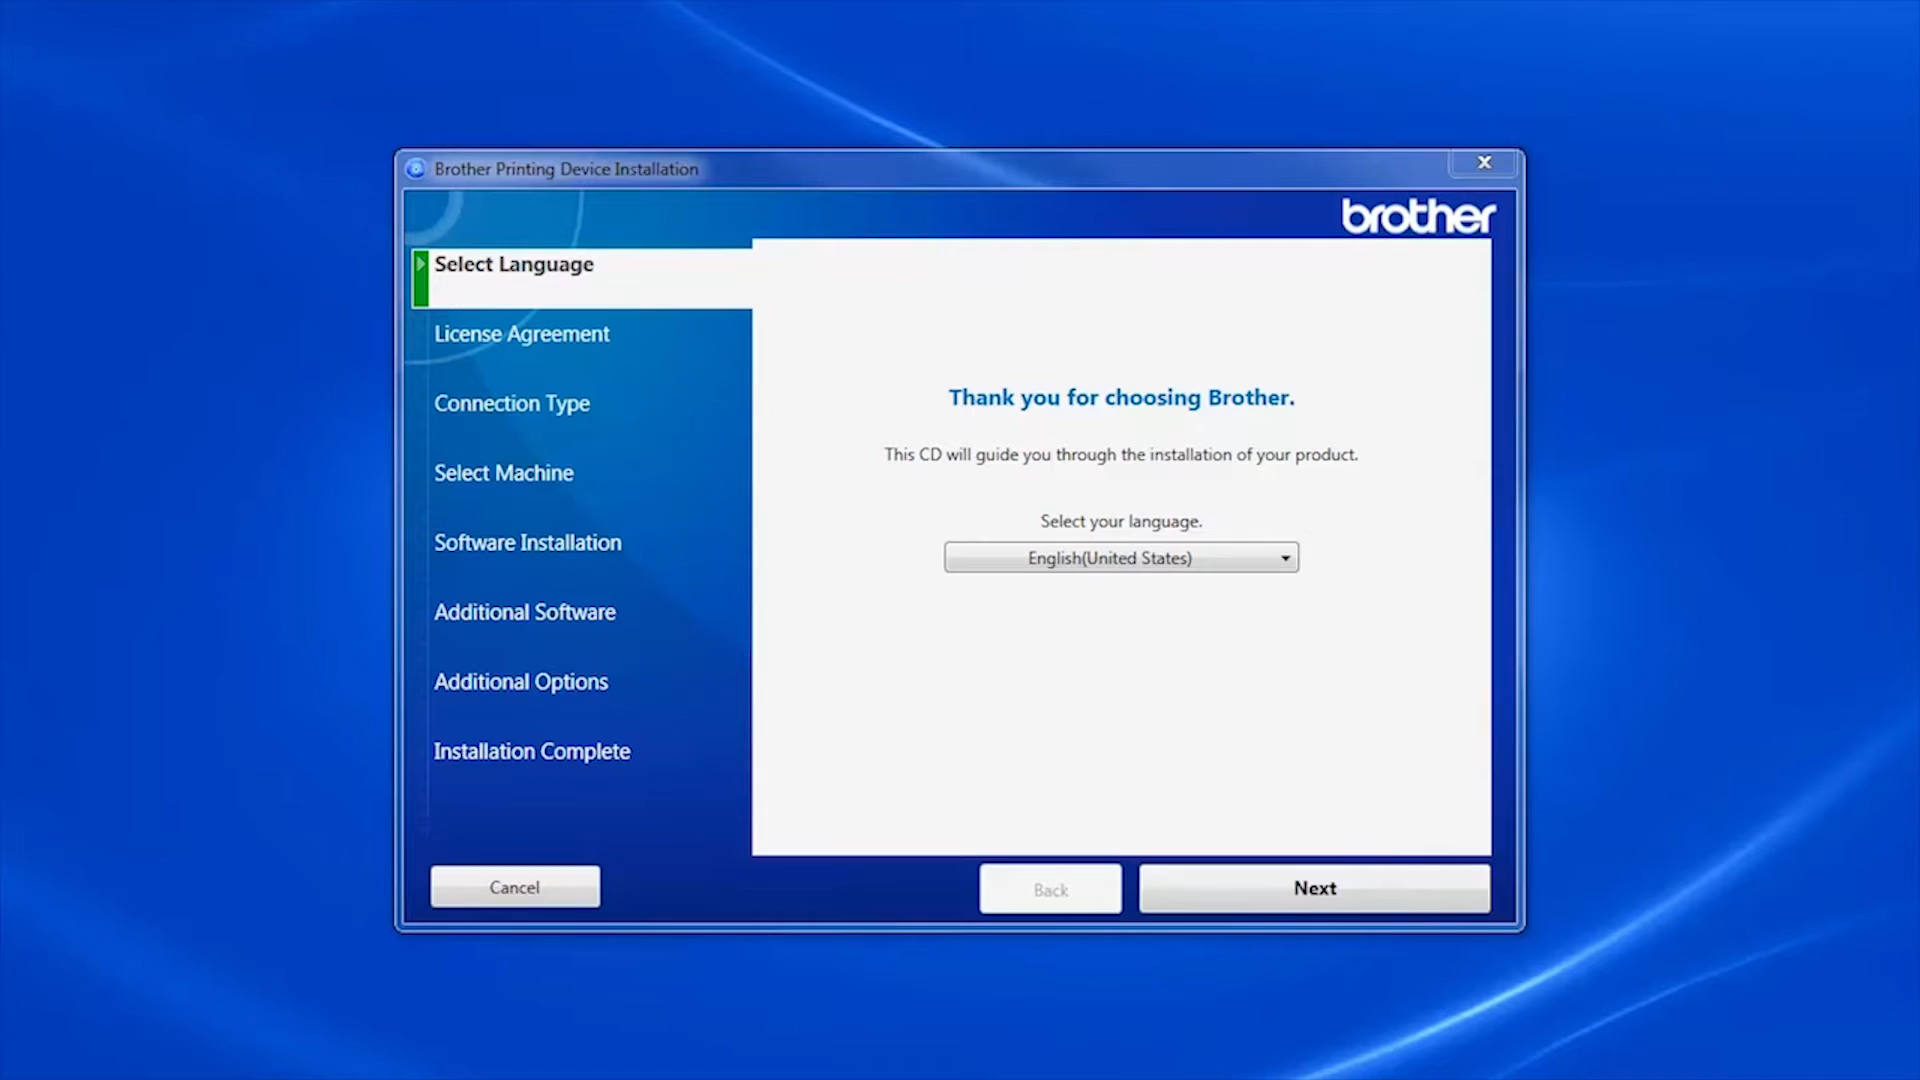 Brother Printing Device Installation
X
brother
Select Language
License Agreement
Connection Type
Select Machine
Software Installation
Additional Software
Additional Options
Installation Complete
Thank you for choosing Brother.
This CD will guide you through the installation of your product.
Select your language.
English(United States)
Cancel
Back
Next